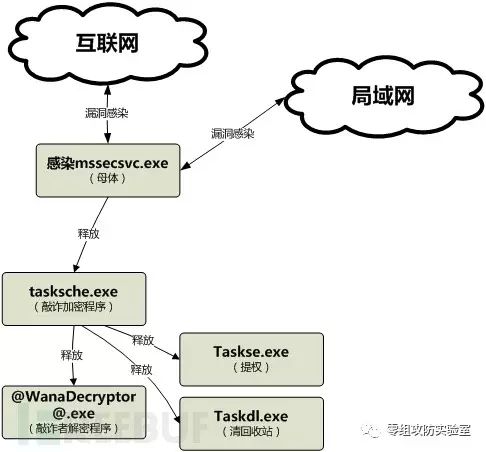 互联网
局域网
漏洞感染
漏洞感染
感染mssecsvc.exe
（母体）
释放
tasksche.exe
（敲诈加密程序）
释放
释放
释放
Taskse.exe
（提权）
@WanaDecryptor
@.exe
（敲诈者解密程序）
Taskdl.exe
（清回收站）
REEBUF
零组攻防实验室